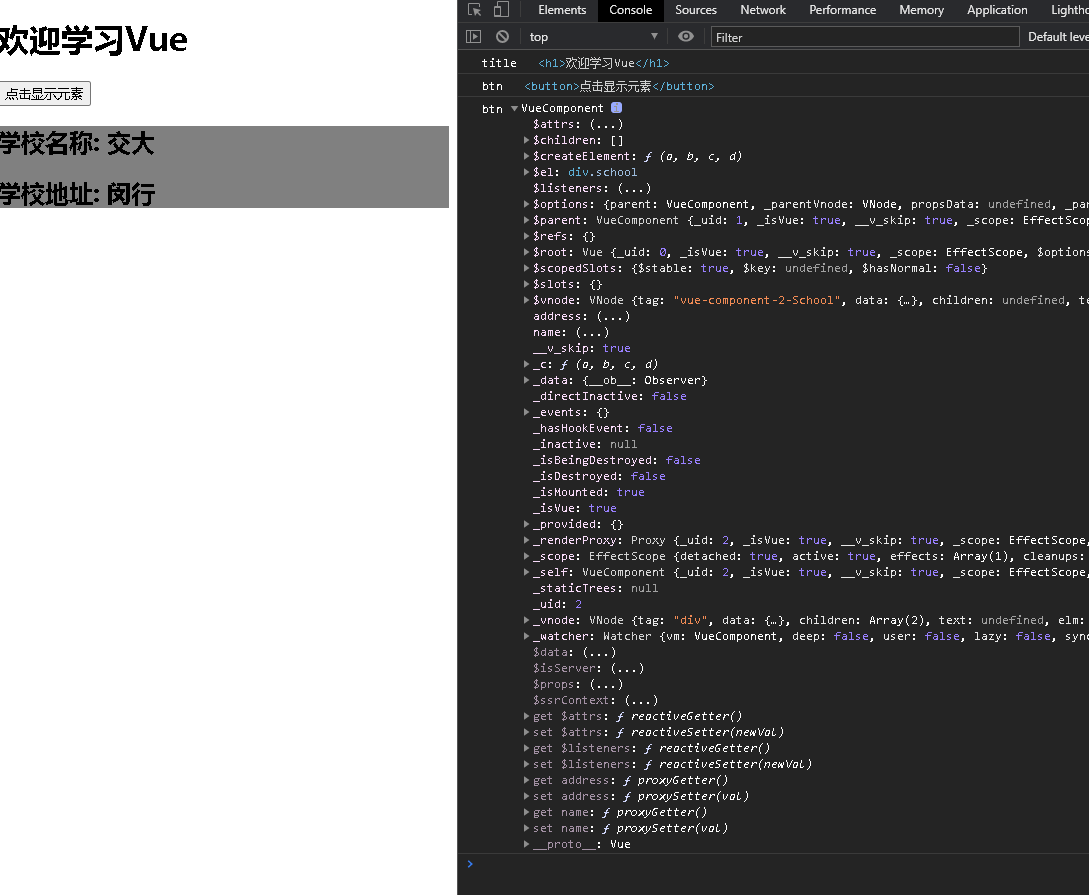 欢迎学习Vue
点击显示元素
学校名称: 交大
学校地址: 闵行
Elements Console Sources Network Performance Memory Application Lightho
top Filter Default leve
title <h1>欢迎学习Vue</h1>
btn <button>点击显示元素</button>
btn VueComponent i
$attrs: (...)
$children: []
$createElement: ƒ (a, b, c, d)
$el: div.school
$listeners: (...)
$options: {parent: VueComponent, _parentVnode: VNode, propsData: undefined, _par
$parent: VueComponent {_uid: 1, _isVue: true, __v_skip: true, _scope: EffectScop
$refs: {}
$root: Vue {_uid: 0, _isVue: true, __v_skip: true, _scope: EffectScope, $options
$scopedSlots: {$stable: true, $key: undefined, $hasNormal: false}
$slots: {}
$vnode: VNode {tag: "vue-component-2-School", data: {…}, children: undefined, te
address: (...)
name: (...)
__v_skip: true
_c: ƒ (a, b, c, d)
_data: {__ob__: Observer}
_directInactive: false
_events: {}
_hasHookEvent: false
_inactive: null
_isBeingDestroyed: false
_isDestroyed: false
_isMounted: true
_isVue: true
_provided: {}
_renderProxy: Proxy {_uid: 2, _isVue: true, __v_skip: true, _scope: EffectScope,
_scope: EffectScope {detached: true, active: true, effects: Array(1), cleanups:
_self: VueComponent {_uid: 2, _isVue: true, __v_skip: true, _scope: EffectScope,
_staticTrees: null
_uid: 2
_vnode: VNode {tag: "div", data: {…}, children: Array(2), text: undefined, elm:
_watcher: Watcher {vm: VueComponent, deep: false, user: false, lazy: false, sync
$data: (...)
$isServer: (...)
$props: (...)
$ssrContext: (...)
get $attrs: ƒ reactiveGetter()
set $attrs: ƒ reactiveSetter(newVal)
get $listeners: ƒ reactiveGetter()
set $listeners: ƒ reactiveSetter(newVal)
get address: ƒ proxyGetter()
set address: ƒ proxySetter(val)
get name: ƒ proxyGetter()
set name: ƒ proxySetter(val)
__proto__: Vue